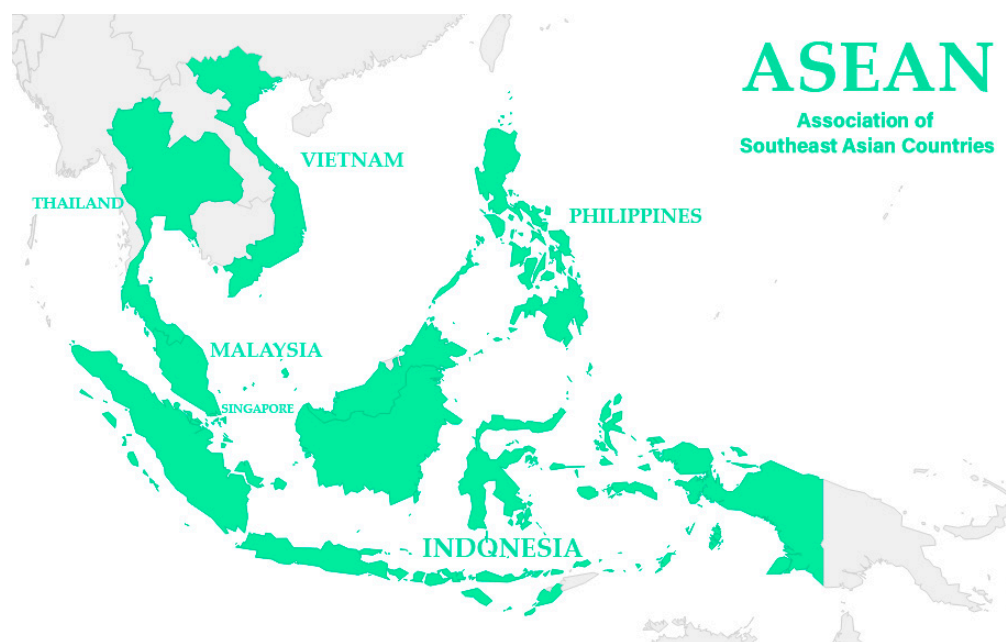 ASEAN
Association of
Southeast Asian Countries
VIETNAM
THAILAND
PHILIPPINES
MALAYSIA
SINGAPORE
INDONESIA